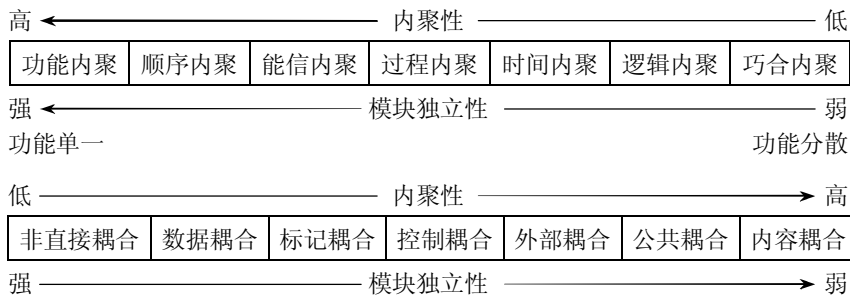 高 内聚性 低
功能内聚 顺序内聚 能信内聚 过程内聚 时间内聚 逻辑内聚 巧合内聚
强 模块独立性 弱
功能单一 功能分散
低 内聚性 高
非直接耦合 数据耦合 标记耦合 控制耦合 外部耦合 公共耦合 内容耦合
强 模块独立性 弱